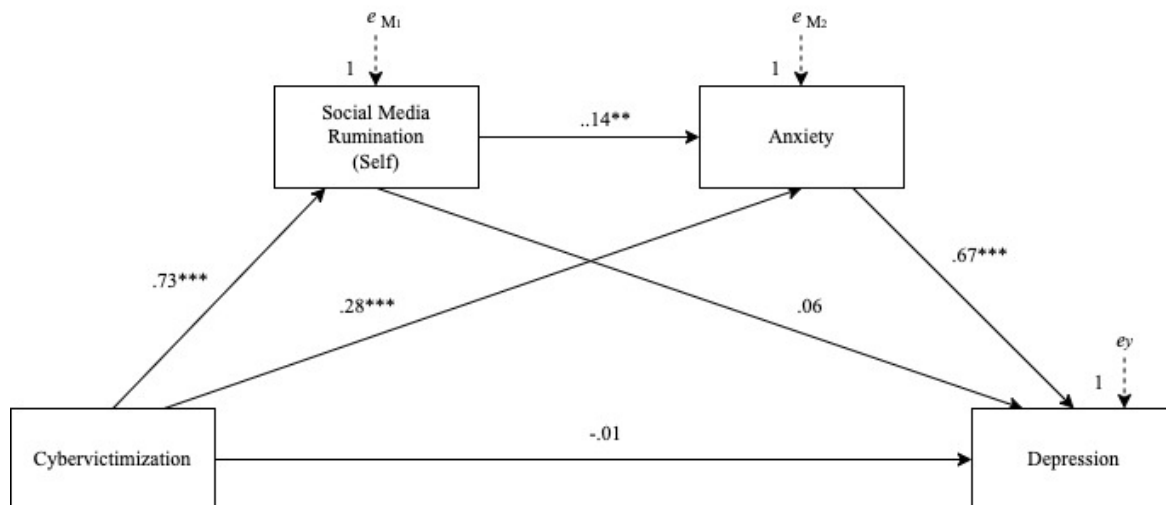 e M1
e M2
1
1
Social Media
Rumination
(Self)
..14**
Anxiety
.73***
.28***
.06
.67***
ey
1
Cybervictimization
-.01
Depression